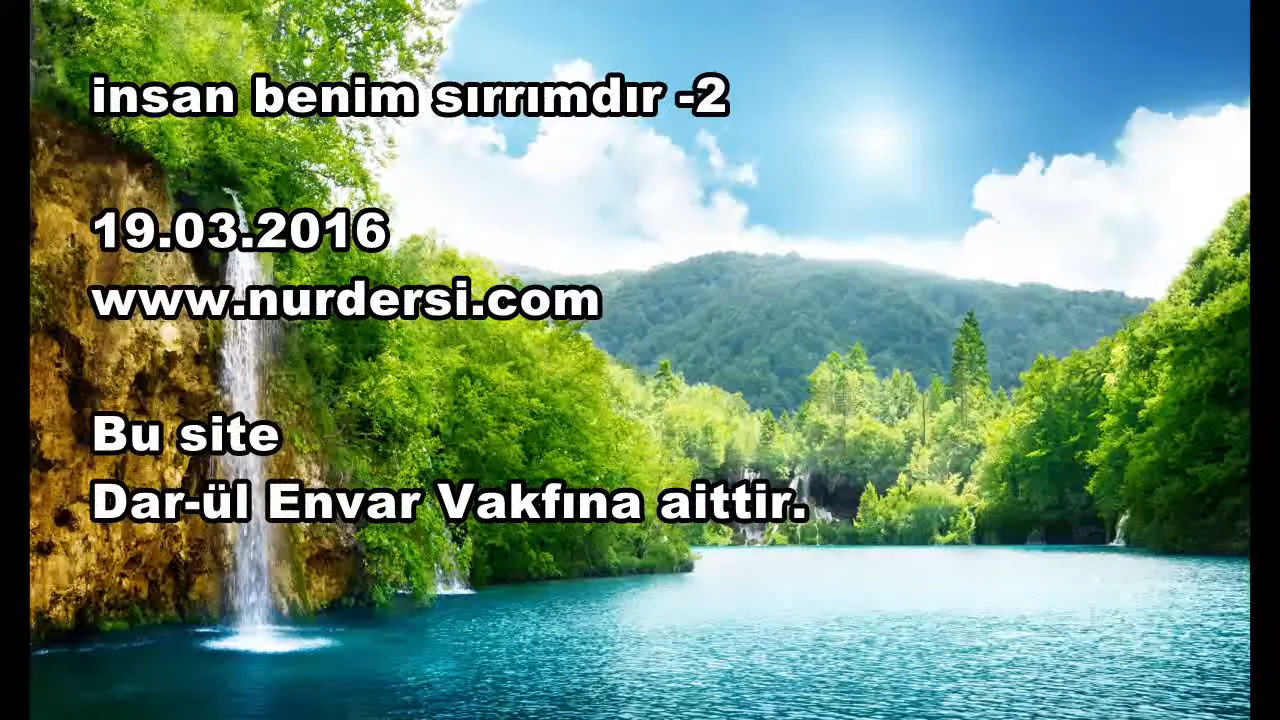 insan benim sırrımdır -2
19.03.2016
www.nurdersi.com
Bu site
Dar-ül Envar Vakfına aittir.